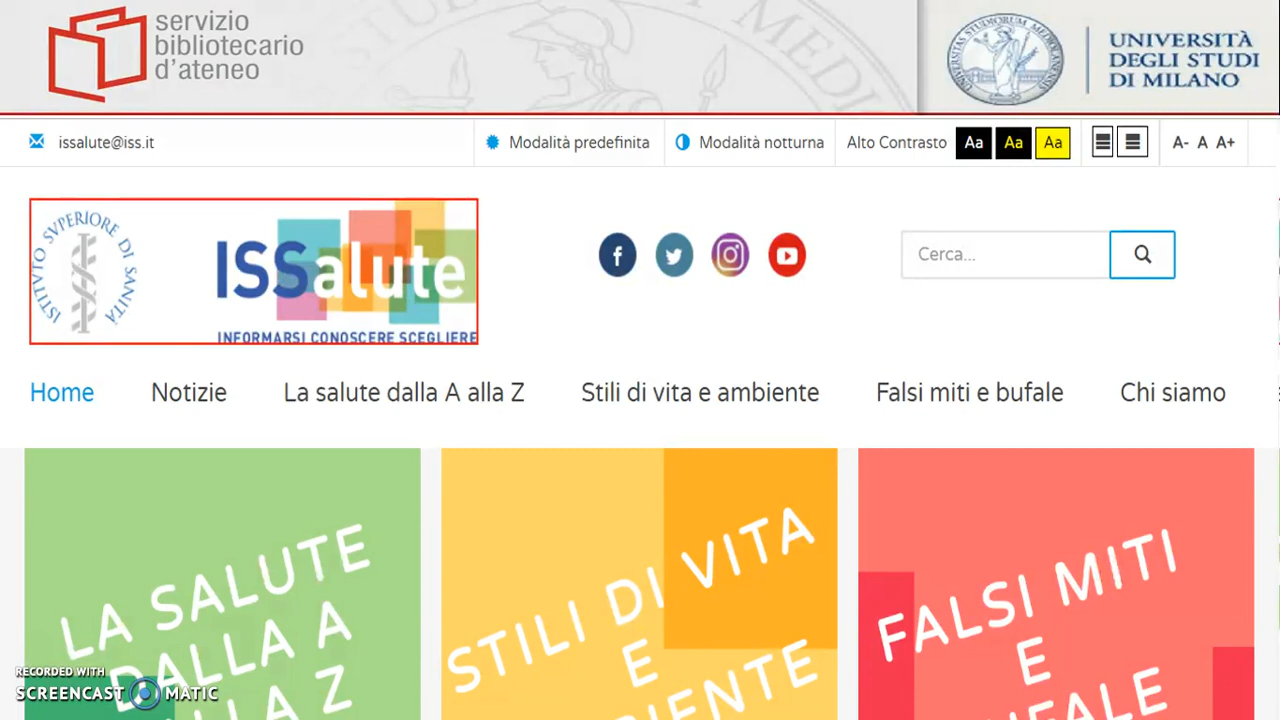 servizio
bibliotecario
d'ateneo
UNIVERSITÀ
DEGLI STUDI
DI MILANO
issalute@iss.it
Modalità predefinita
Modalità notturna
Alto Contrasto Aa Aa Aa
A- A A+
ISTITUTO SUPERIORE DI SANITÀ
ISSalute
INFORMARSI CONOSCERE SCEGLIERE
Cerca...
Home Notizie La salute dalla A alla Z Stili di vita e ambiente Falsi miti e bufale Chi siamo
LA SALUTE
DALLA A
STILI DI VITA
E
FALSI MITI
E
RECORDED WITH
SCREENCAST MATIC